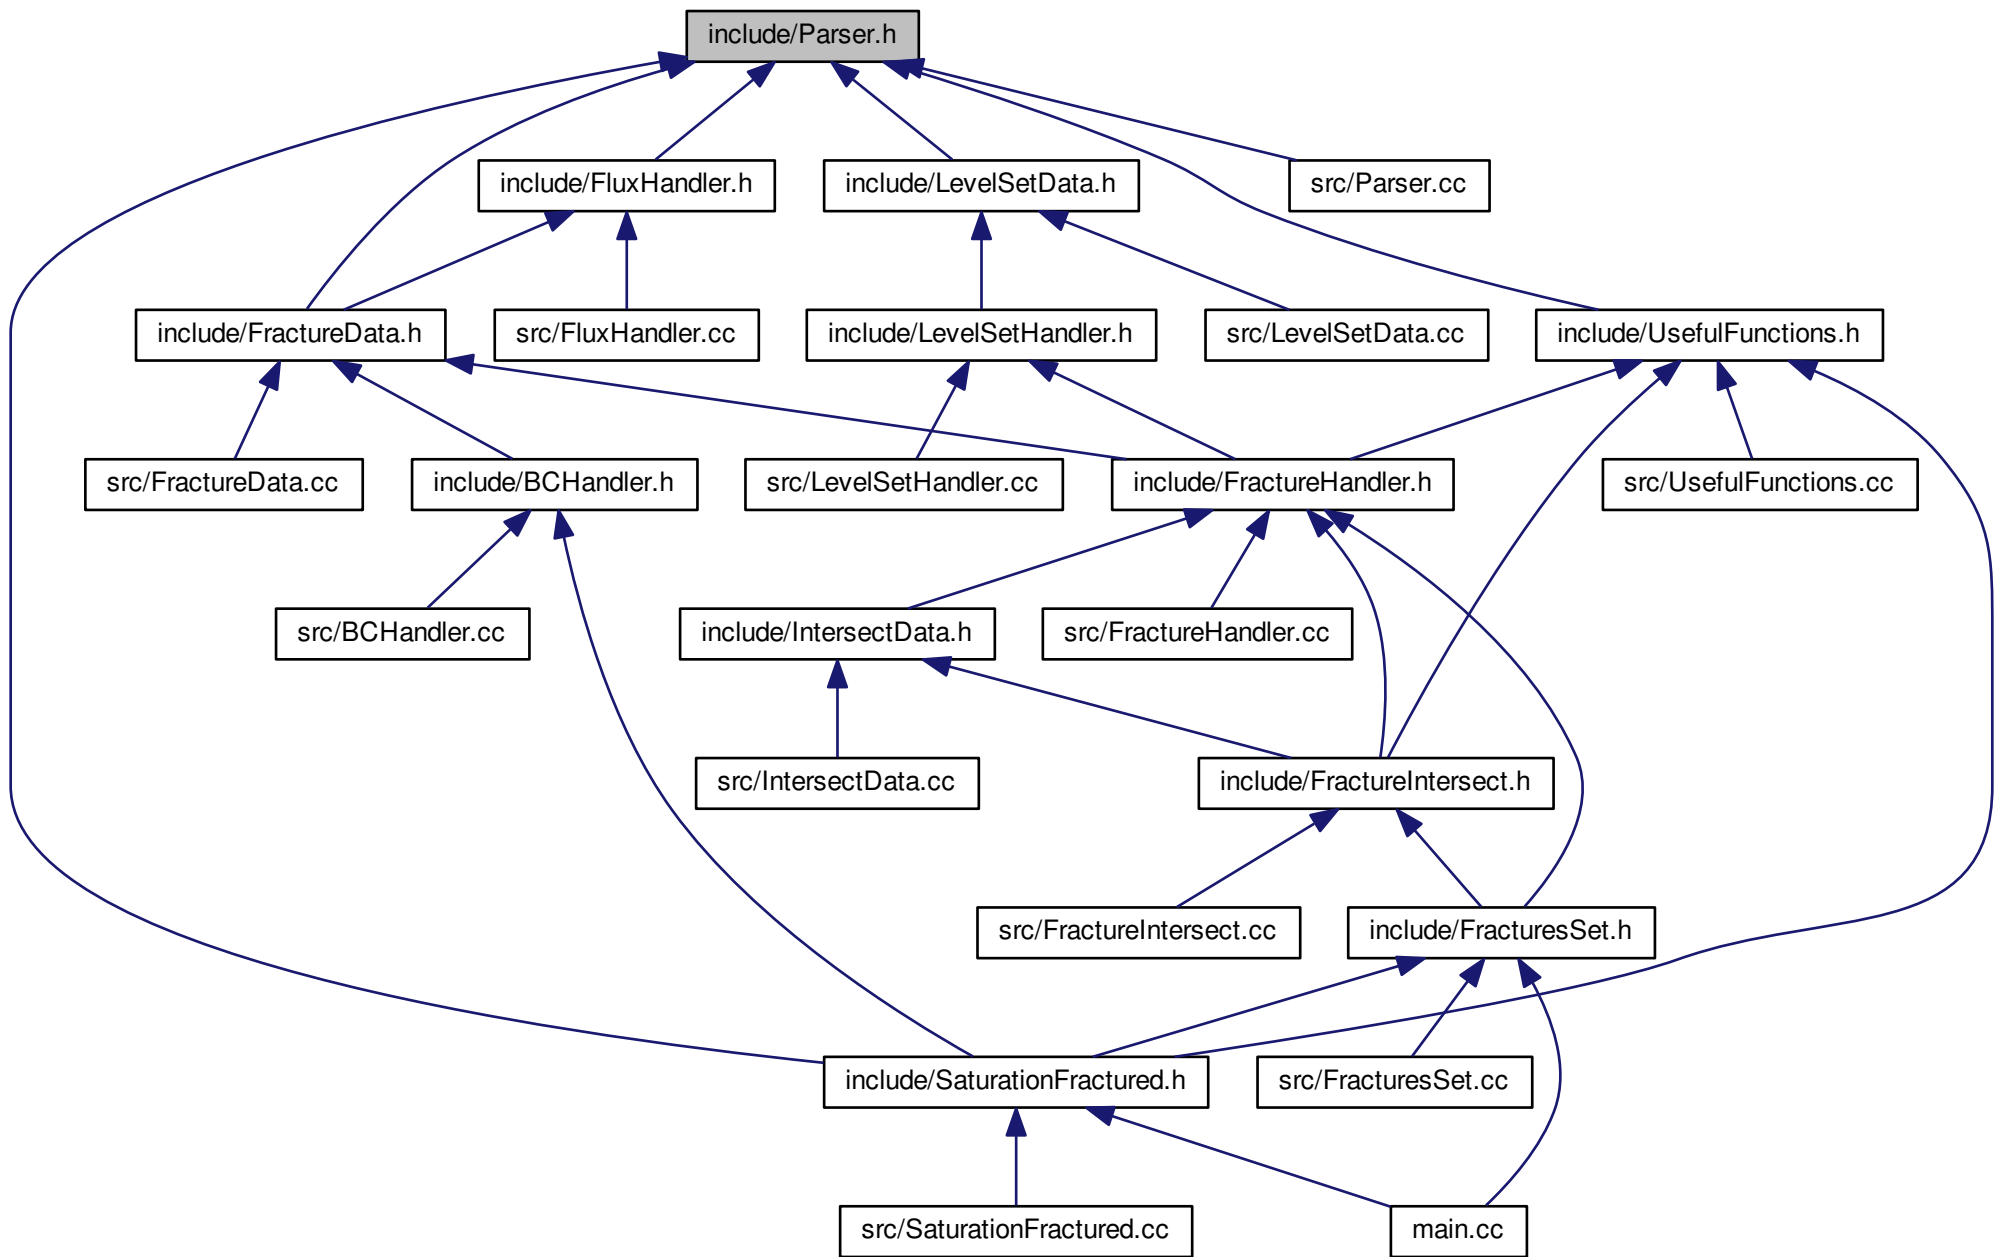 include/Parser.h
include/FluxHandler.h
include/LevelSetData.h
src/Parser.cc
include/FractureData.h
src/FluxHandler.cc
include/LevelSetHandler.h
src/LevelSetData.cc
include/UsefulFunctions.h
src/FractureData.cc
include/BCHandler.h
src/LevelSetHandler.cc
include/FractureHandler.h
src/UsefulFunctions.cc
src/BCHandler.cc
include/IntersectData.h
src/FractureHandler.cc
src/IntersectData.cc
include/FractureIntersect.h
src/FractureIntersect.cc
include/FracturesSet.h
include/SaturationFractured.h
src/FracturesSet.cc
src/SaturationFractured.cc
main.cc